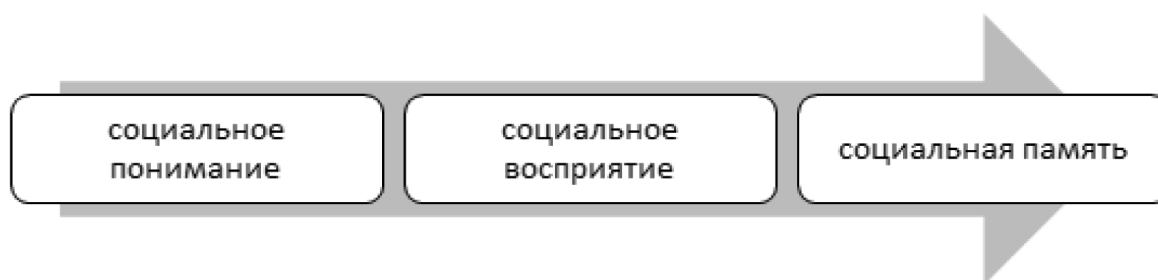 социальное
понимание
социальное
восприятие
социальная память